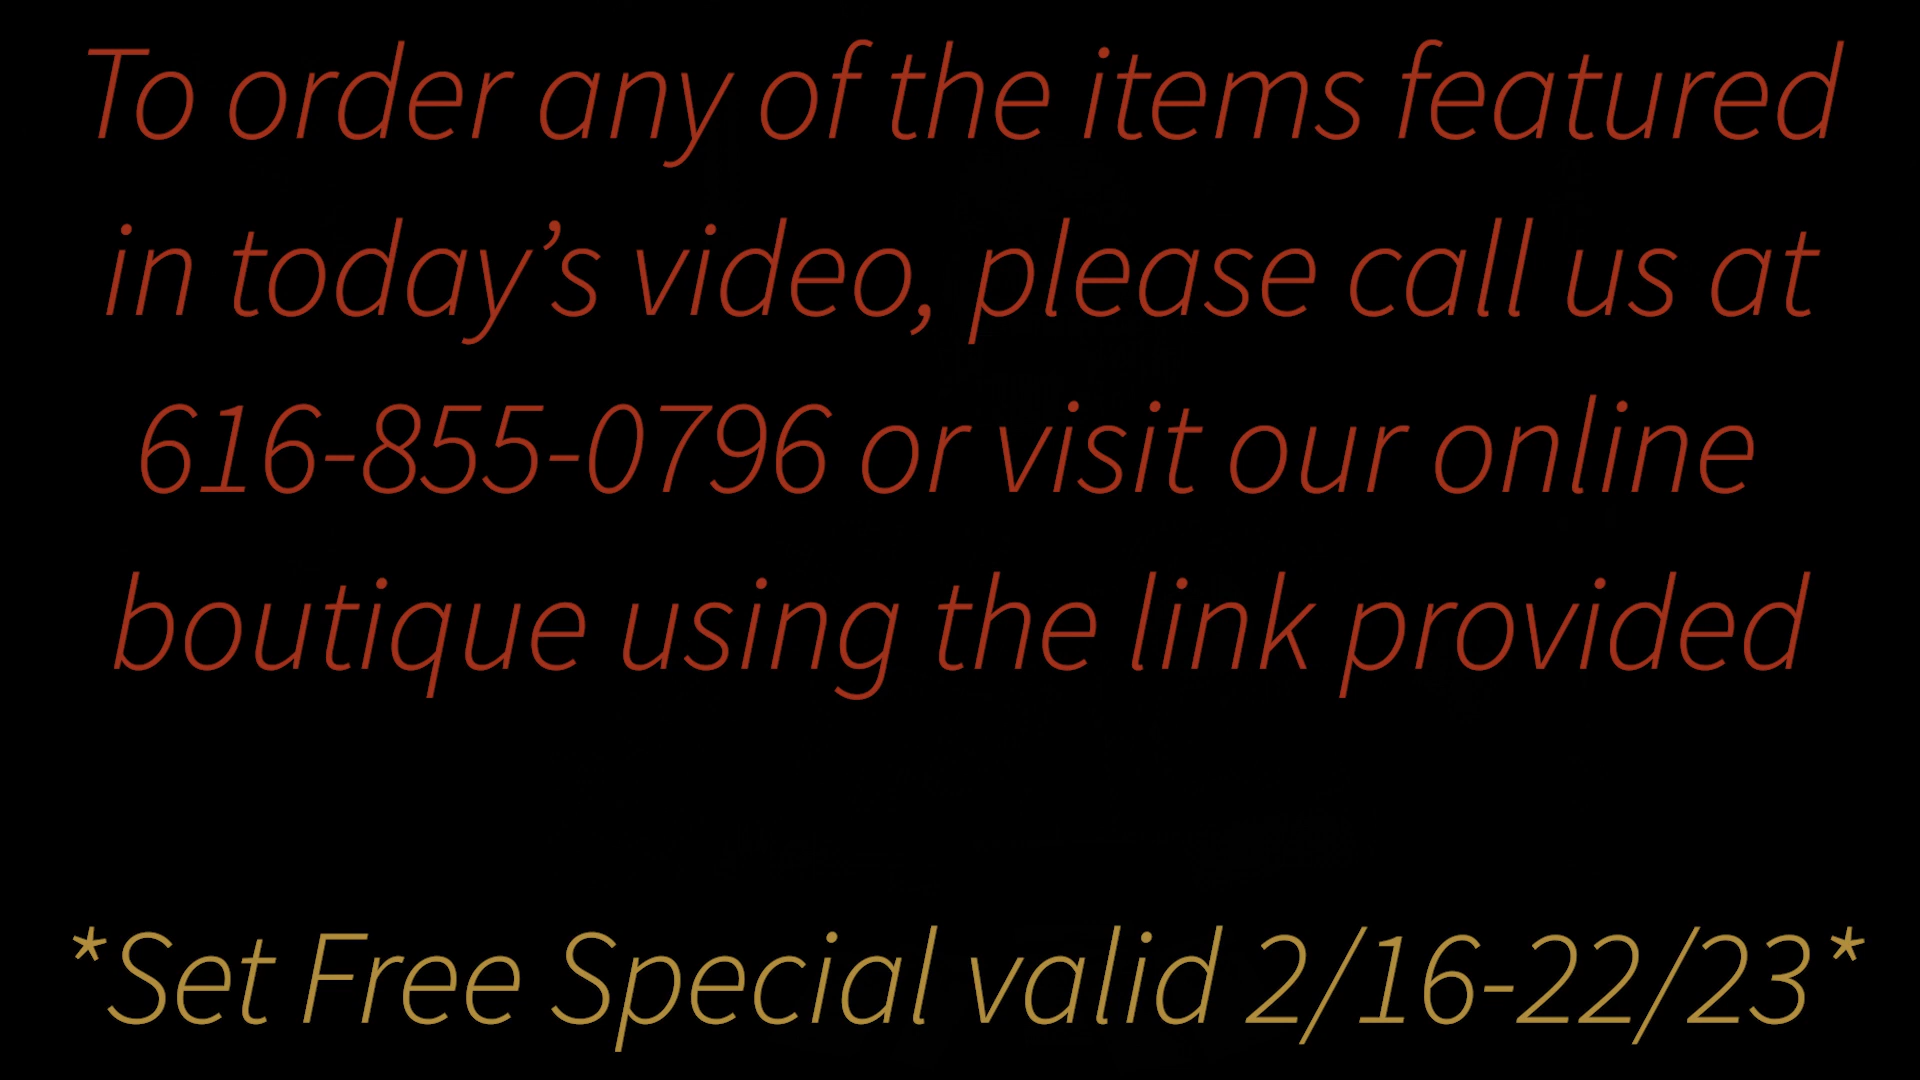 To order any of the items featured
in today’s video, please call us at
616-855-0796 or visit our online
boutique using the link provided
*Set Free Special valid 2/16-22/23*